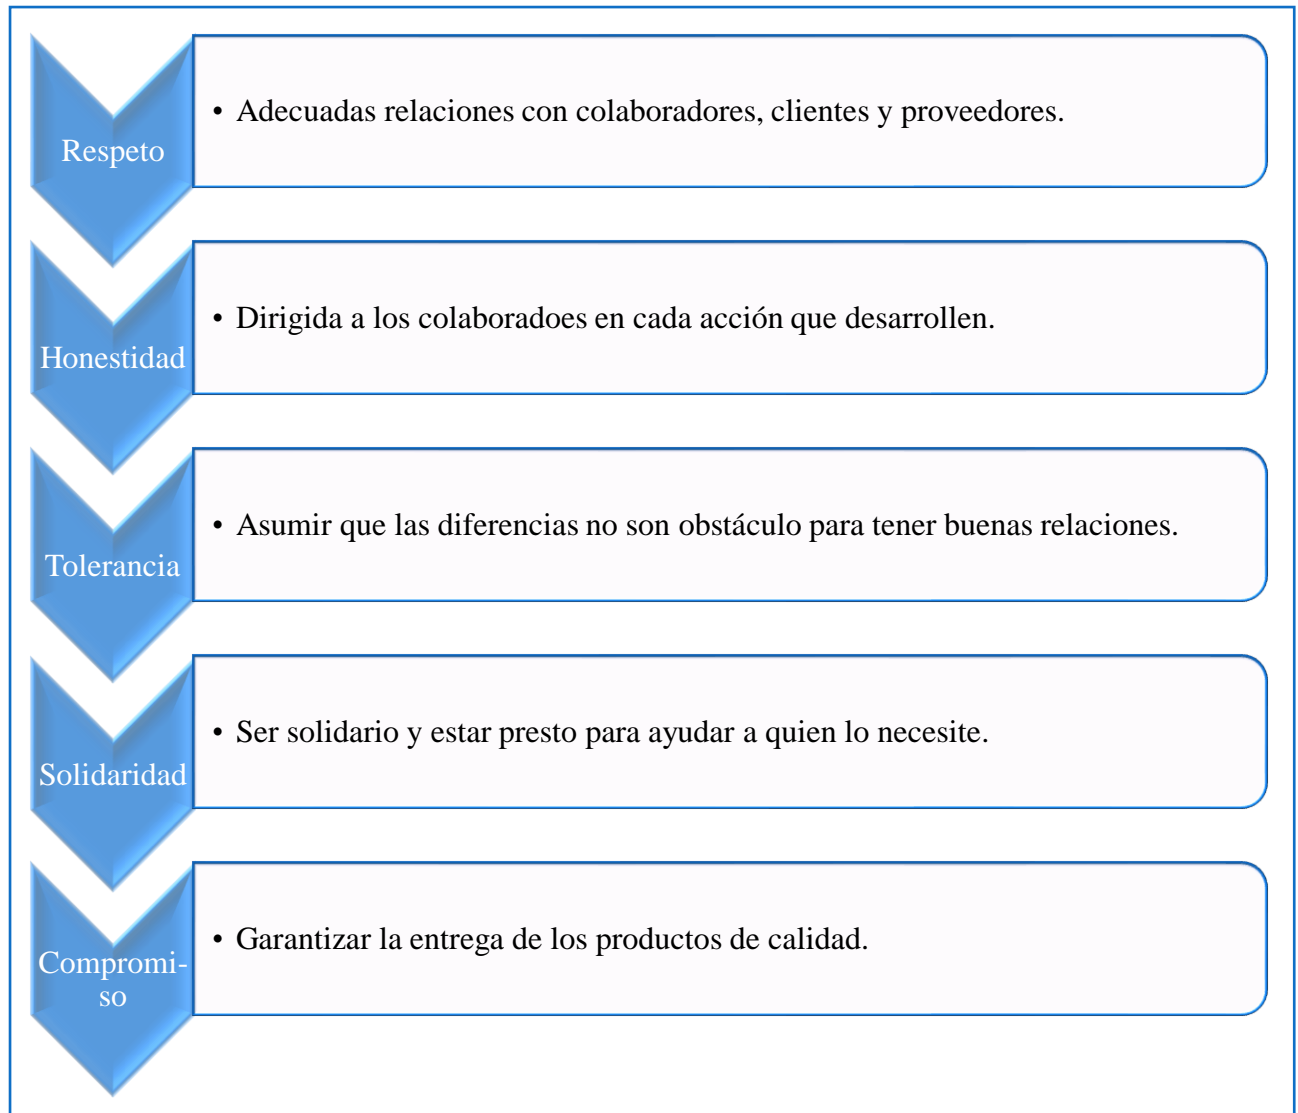 Respeto
• Adecuadas relaciones con colaboradores, clientes y proveedores.
Honestidad
• Dirigida a los colaboradoes en cada acción que desarrollen.
Tolerancia
• Asumir que las diferencias no son obstáculo para tener buenas relaciones.
Solidaridad
• Ser solidario y estar presto para ayudar a quien lo necesite.
Compromi-
so
• Garantizar la entrega de los productos de calidad.